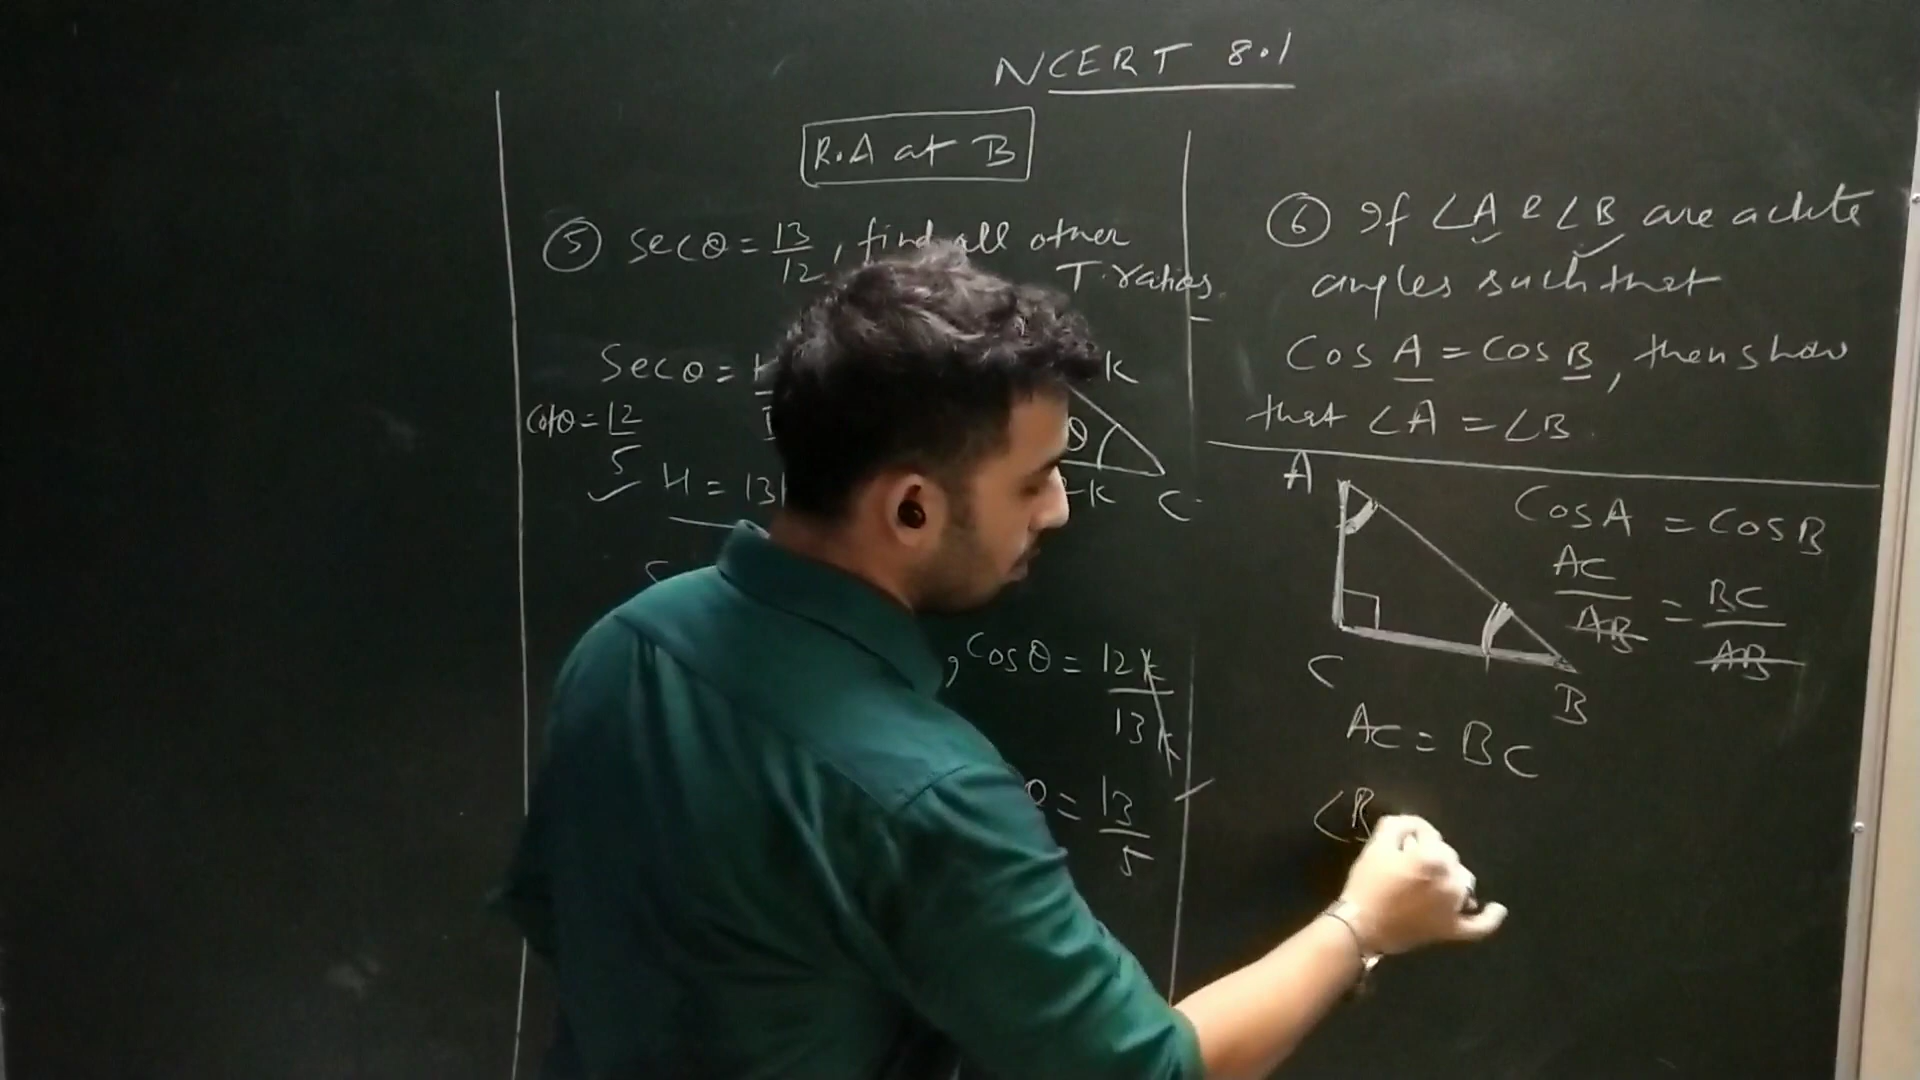 NCERT 8.1
R.A at B
⑤ secθ = 13/12, find all other
T. ratios.
Secθ =
cotθ = 12/5
✓ H = 13
K
θ
K C
, Cosθ = 12k/13k
θ = 13/5
⑥ If ∠A & ∠B are acute
angles such that
Cos A = Cos B, then show
that ∠A = ∠B.
A
C
B
CosA = CosB
AC/AB = BC/AB
AC = BC
∠B